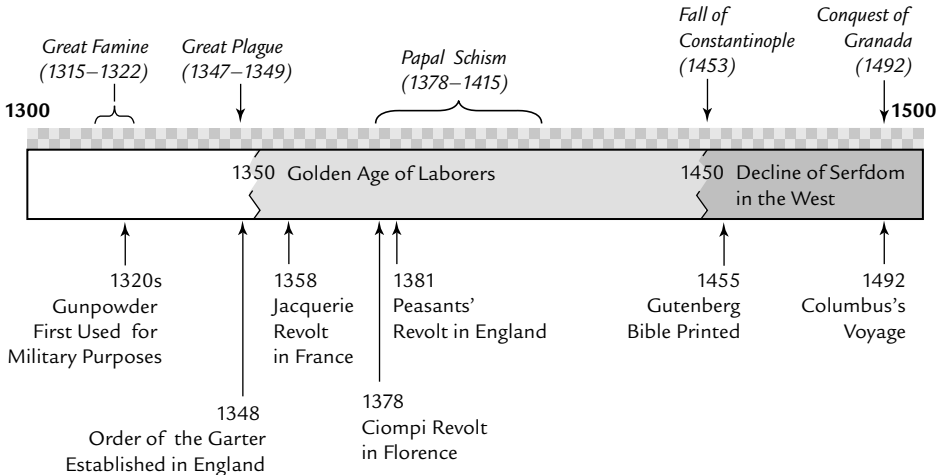 Great Famine
(1315–1322)
Great Plague
(1347–1349)
Papal Schism
(1378–1415)
Fall of
Constantinople
(1453)
Conquest of
Granada
(1492)
1300
1500
1350 Golden Age of Laborers
1450 Decline of Serfdom
in the West
1320s
Gunpowder
First Used for
Military Purposes
1348
Order of the Garter
Established in England
1358
Jacquerie
Revolt
in France
1378
Ciompi Revolt
in Florence
1381
Peasants’
Revolt in England
1455
Gutenberg
Bible Printed
1492
Columbus’s
Voyage